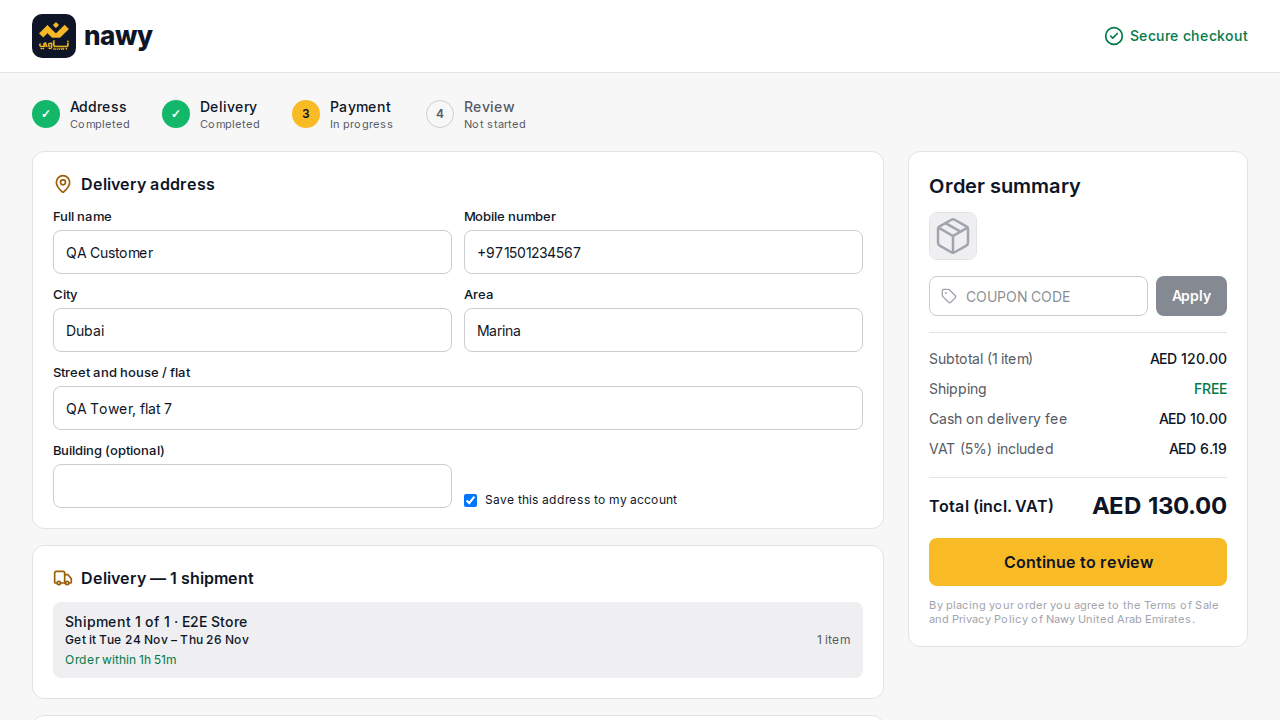 ناوي
nawy
Secure checkout
✓ Address
Completed
✓ Delivery
Completed
3 Payment
In progress
4 Review
Not started
Delivery address
Full name
Mobile number
QA Customer
+971501234567
City
Area
Dubai
Marina
Street and house / flat
QA Tower, flat 7
Building (optional)
Save this address to my account
Delivery — 1 shipment
Shipment 1 of 1 · E2E Store
Get it Tue 24 Nov – Thu 26 Nov
1 item
Order within 1h 51m
Order summary
COUPON CODE
Apply
Subtotal (1 item) AED 120.00
Shipping FREE
Cash on delivery fee AED 10.00
VAT (5%) included AED 6.19
Total (incl. VAT) AED 130.00
Continue to review
By placing your order you agree to the Terms of Sale
and Privacy Policy of Nawy United Arab Emirates.